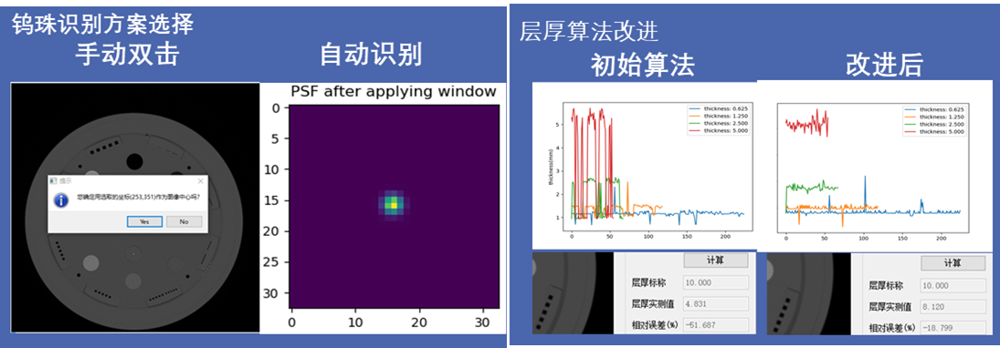 钨珠识别方案选择
手动双击
自动识别
提示
您确定用选取的坐标(253,351)作为图像中心吗?
Yes
No
PSF after applying window
0
5
10
15
20
25
30
0
10
20
30
层厚算法改进
初始算法
改进后
thickness: 0.625
thickness: 1.250
thickness: 2.500
thickness: 5.000
thickness(mm)
5
4
3
2
1
0
50
100
150
200
thickness: 0.625
thickness: 1.250
thickness: 2.500
thickness: 5.000
0
50
100
150
200
计算
层厚标称 10.000
层厚实测值 4.831
相对误差(%) -51.687
计算
层厚标称 10.000
层厚实测值 8.120
相对误差(%) -18.799